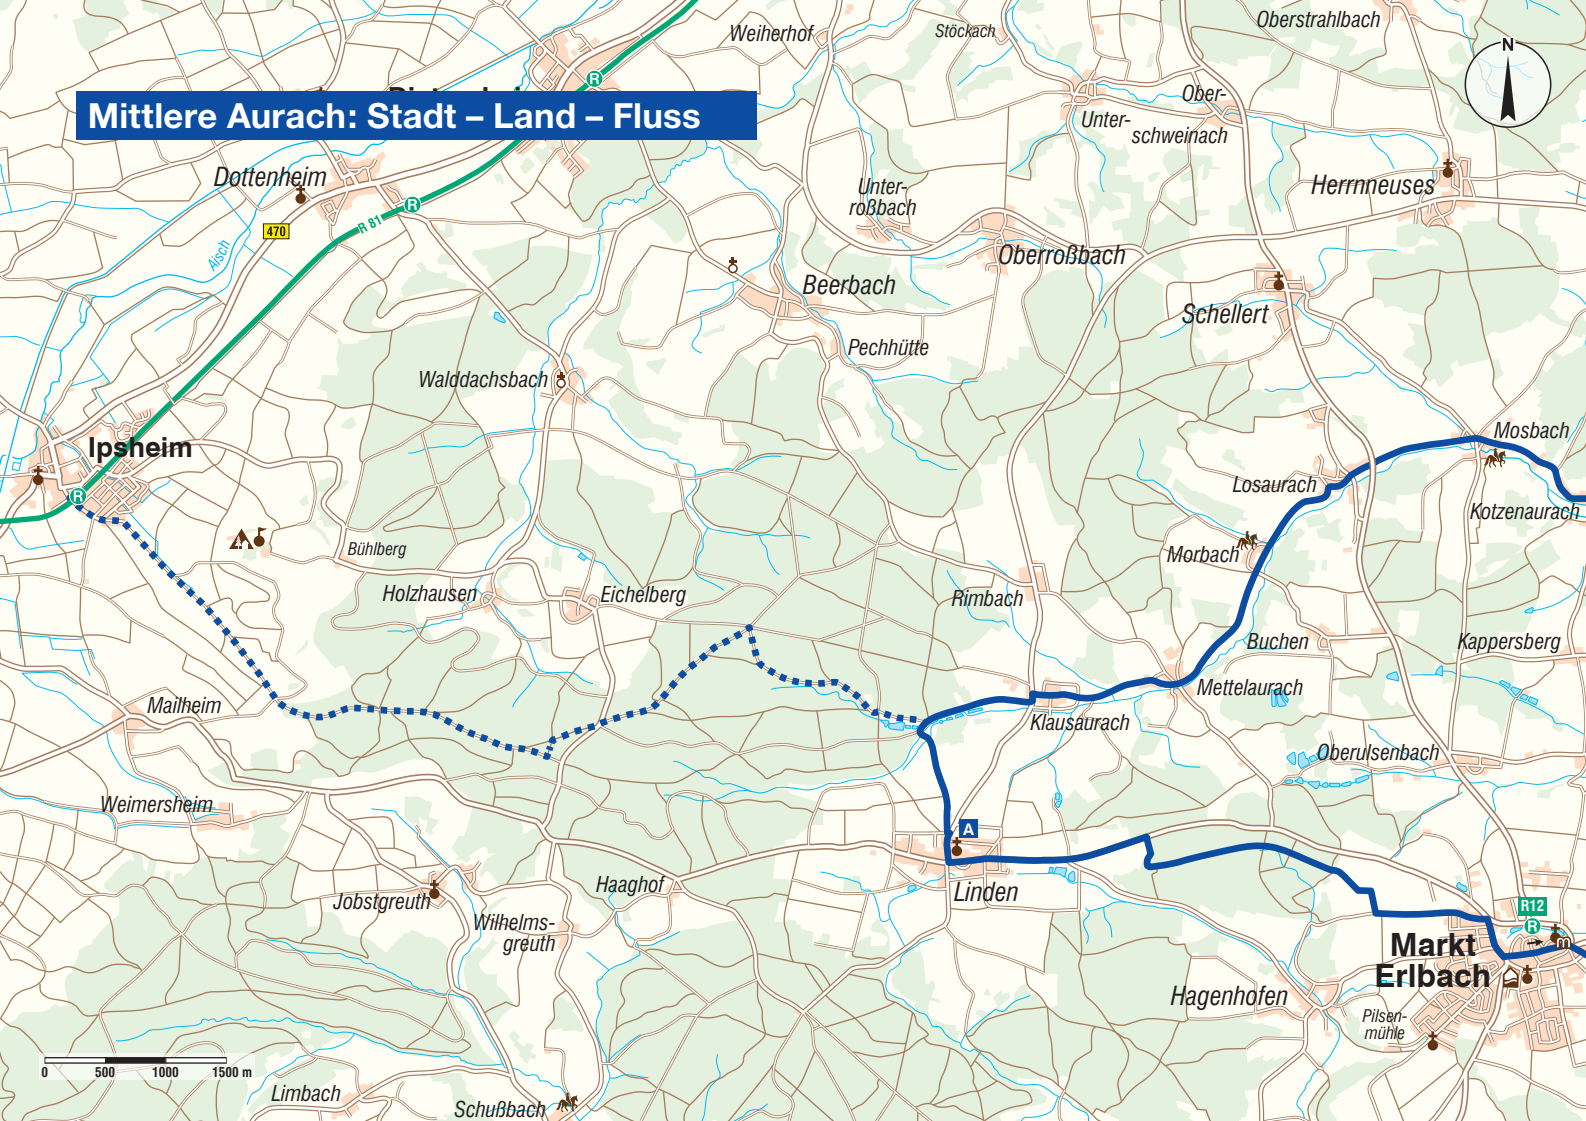 Weiherhof
Stöckach
Oberstrahlbach
N
R
Mittlere Aurach: Stadt – Land – Fluss
Ober-
Unter-
schweinach
Dottenheim
Herrnneuses
Unter-
roßbach
R
R 81
470
Aisch
Oberroßbach
Beerbach
Schellert
Pechhütte
Walddachsbach
Ipsheim
Mosbach
Losaurach
R
Kotzenaurach
Bühlberg
Morbach
Holzhausen
Eichelberg
Rimbach
Buchen
Kappersberg
Mettelaurach
Mailheim
Klausaurach
Oberulsenbach
Weimersheim
A
Haaghof
Linden
Jobstgreuth
R12
R
Wilhelms-
greuth
Markt
Erlbach
Hagenhofen
Pilsen-
mühle
0 500 1000 1500 m
Limbach
Schußbach